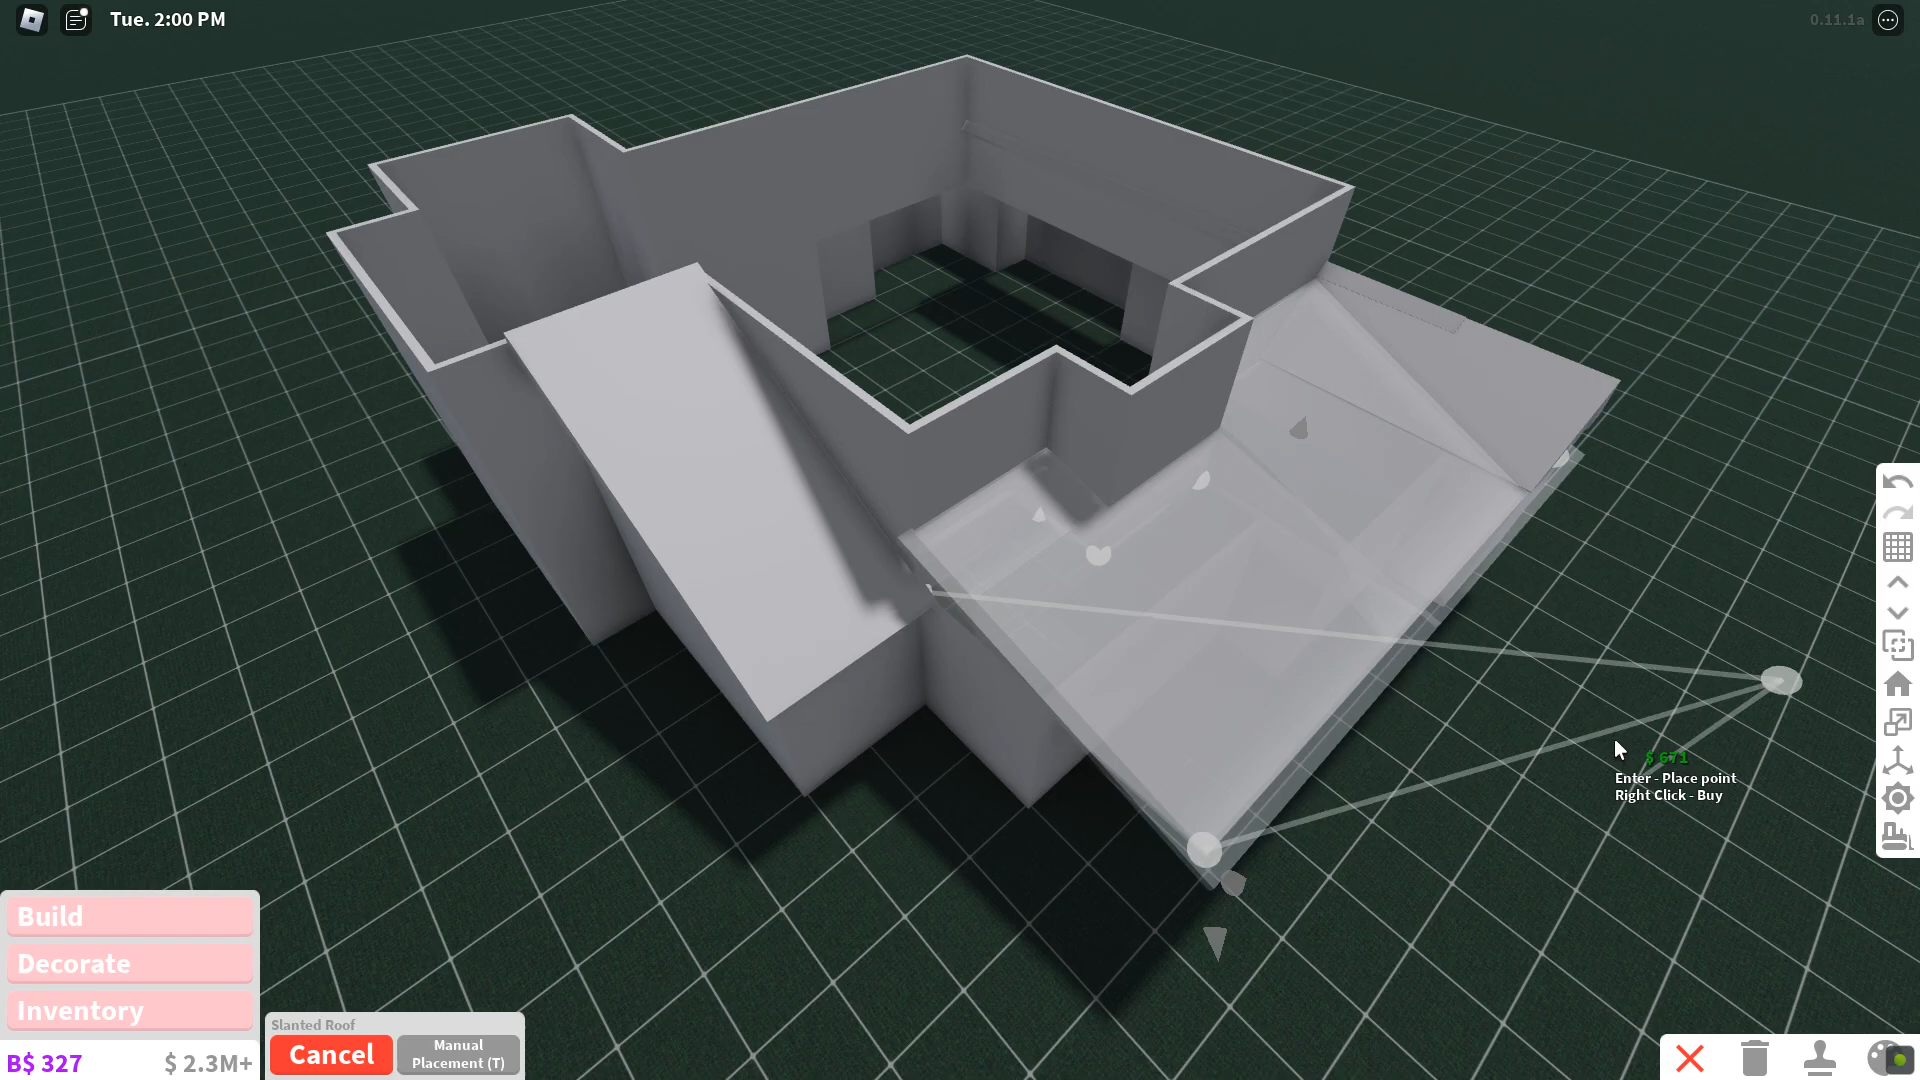 Tue. 2:00 PM
0.11.1a
$ 671
Enter - Place point
Right Click - Buy
Build
Decorate
Inventory
B$ 327
$ 2.3M+
Slanted Roof
Cancel
Manual
Placement (T)